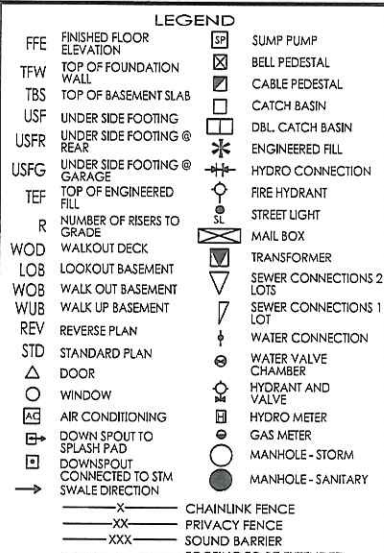 LEGEND
FFE FINISHED FLOOR
ELEVATION
TFW TOP OF FOUNDATION
WALL
TBS TOP OF BASEMENT SLAB
USF UNDER SIDE FOOTING
USFR UNDER SIDE FOOTING @
REAR
USFG UNDER SIDE FOOTING @
GARAGE
TEF TOP OF ENGINEERED
FILL
R NUMBER OF RISERS TO
GRADE
WOD WALKOUT DECK
LOB LOOKOUT BASEMENT
WOB WALK OUT BASEMENT
WUB WALK UP BASEMENT
REV REVERSE PLAN
STD STANDARD PLAN
DOOR
WINDOW
AC AIR CONDITIONING
DOWN SPOUT TO
SPLASH PAD
DOWNSPOUT
CONNECTED TO STM
SWALE DIRECTION
SP SUMP PUMP
BELL PEDESTAL
CABLE PEDESTAL
CATCH BASIN
DBL. CATCH BASIN
ENGINEERED FILL
HYDRO CONNECTION
FIRE HYDRANT
SL STREET LIGHT
MAIL BOX
TRANSFORMER
SEWER CONNECTIONS 2
LOTS
SEWER CONNECTIONS 1
LOT
WATER CONNECTION
WATER VALVE
CHAMBER
HYDRANT AND
VALVE
H HYDRO METER
GAS METER
MANHOLE - STORM
MANHOLE - SANITARY
X CHAINLINK FENCE
XX PRIVACY FENCE
XXX SOUND BARRIER